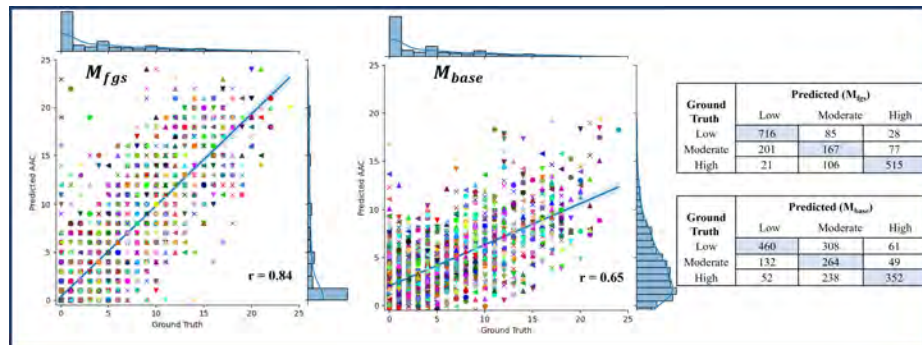 M_fgs
Predicted AAC
25
20
15
10
5
0
r = 0.84
0 5 10 15 20 25
Ground Truth
M_base
Predicted AAC
25
20
15
10
5
0
r = 0.65
0 5 10 15 20 25
Ground Truth
Ground Truth Predicted (M_fgs)
Low Moderate High
Low 716 85 28
Moderate 201 167 77
High 21 106 515
Ground Truth Predicted (M_base)
Low Moderate High
Low 460 308 61
Moderate 132 264 49
High 52 238 352